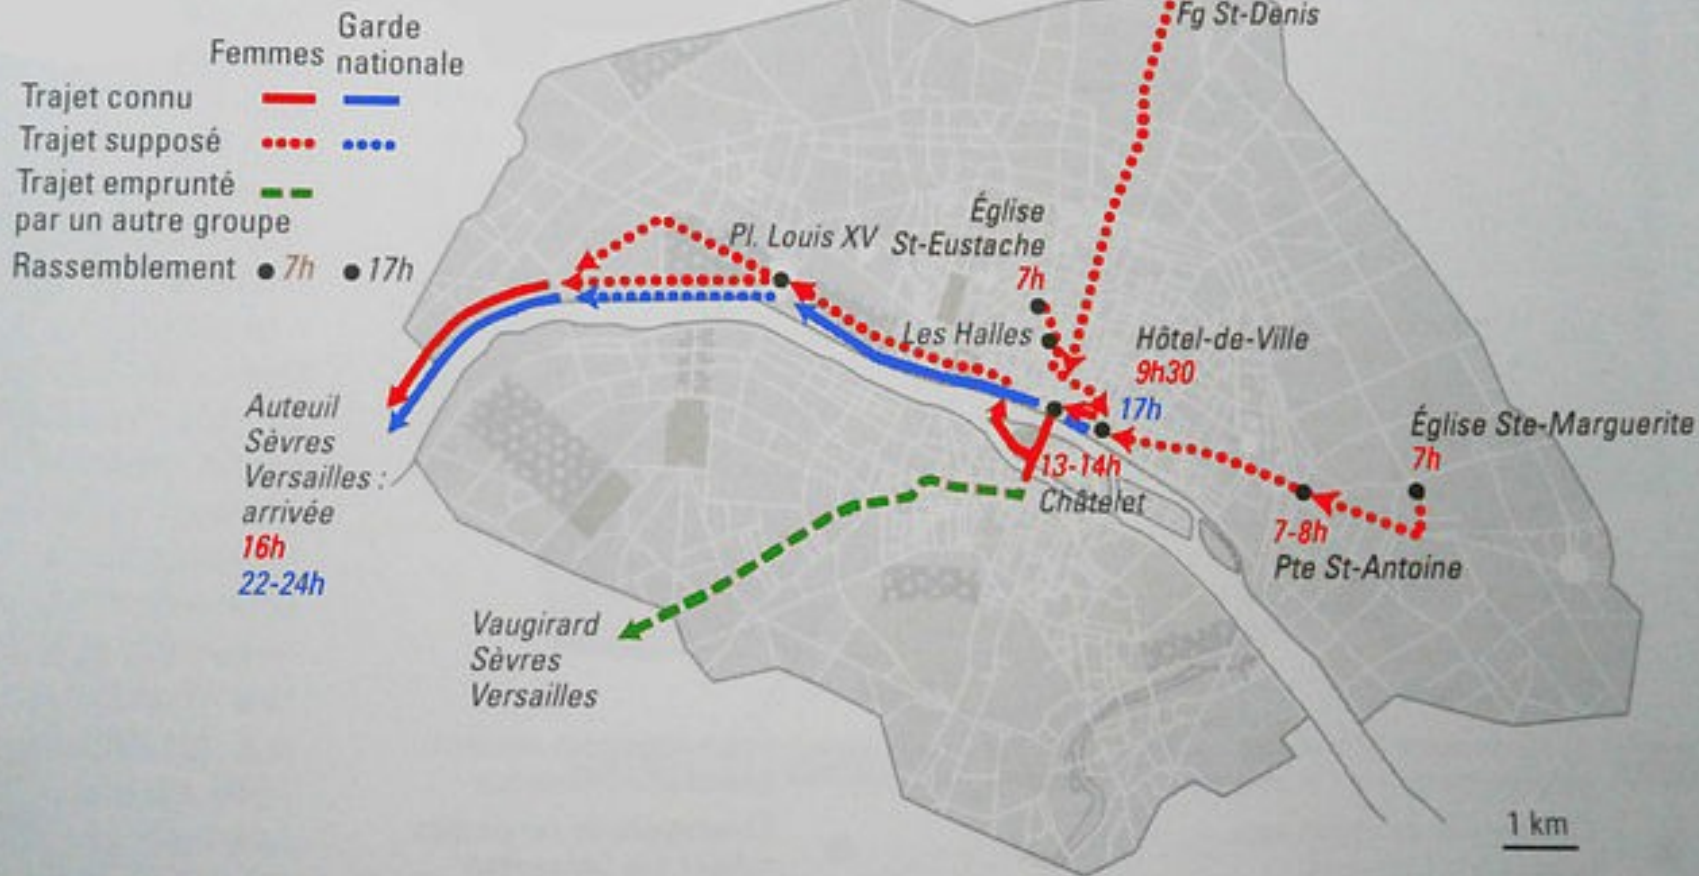 Femmes
Garde
nationale
Trajet connu
Trajet supposé
Trajet emprunté
par un autre groupe
Rassemblement 7h 17h
Fg St-Denis
Pl. Louis XV
Église
St-Eustache
7h
Les Halles
Hôtel-de-Ville
9h30
17h
Église Ste-Marguerite
7h
13-14h
Châtelet
7-8h
Pte St-Antoine
Auteuil
Sèvres
Versailles :
arrivée
16h
22-24h
Vaugirard
Sèvres
Versailles
1 km